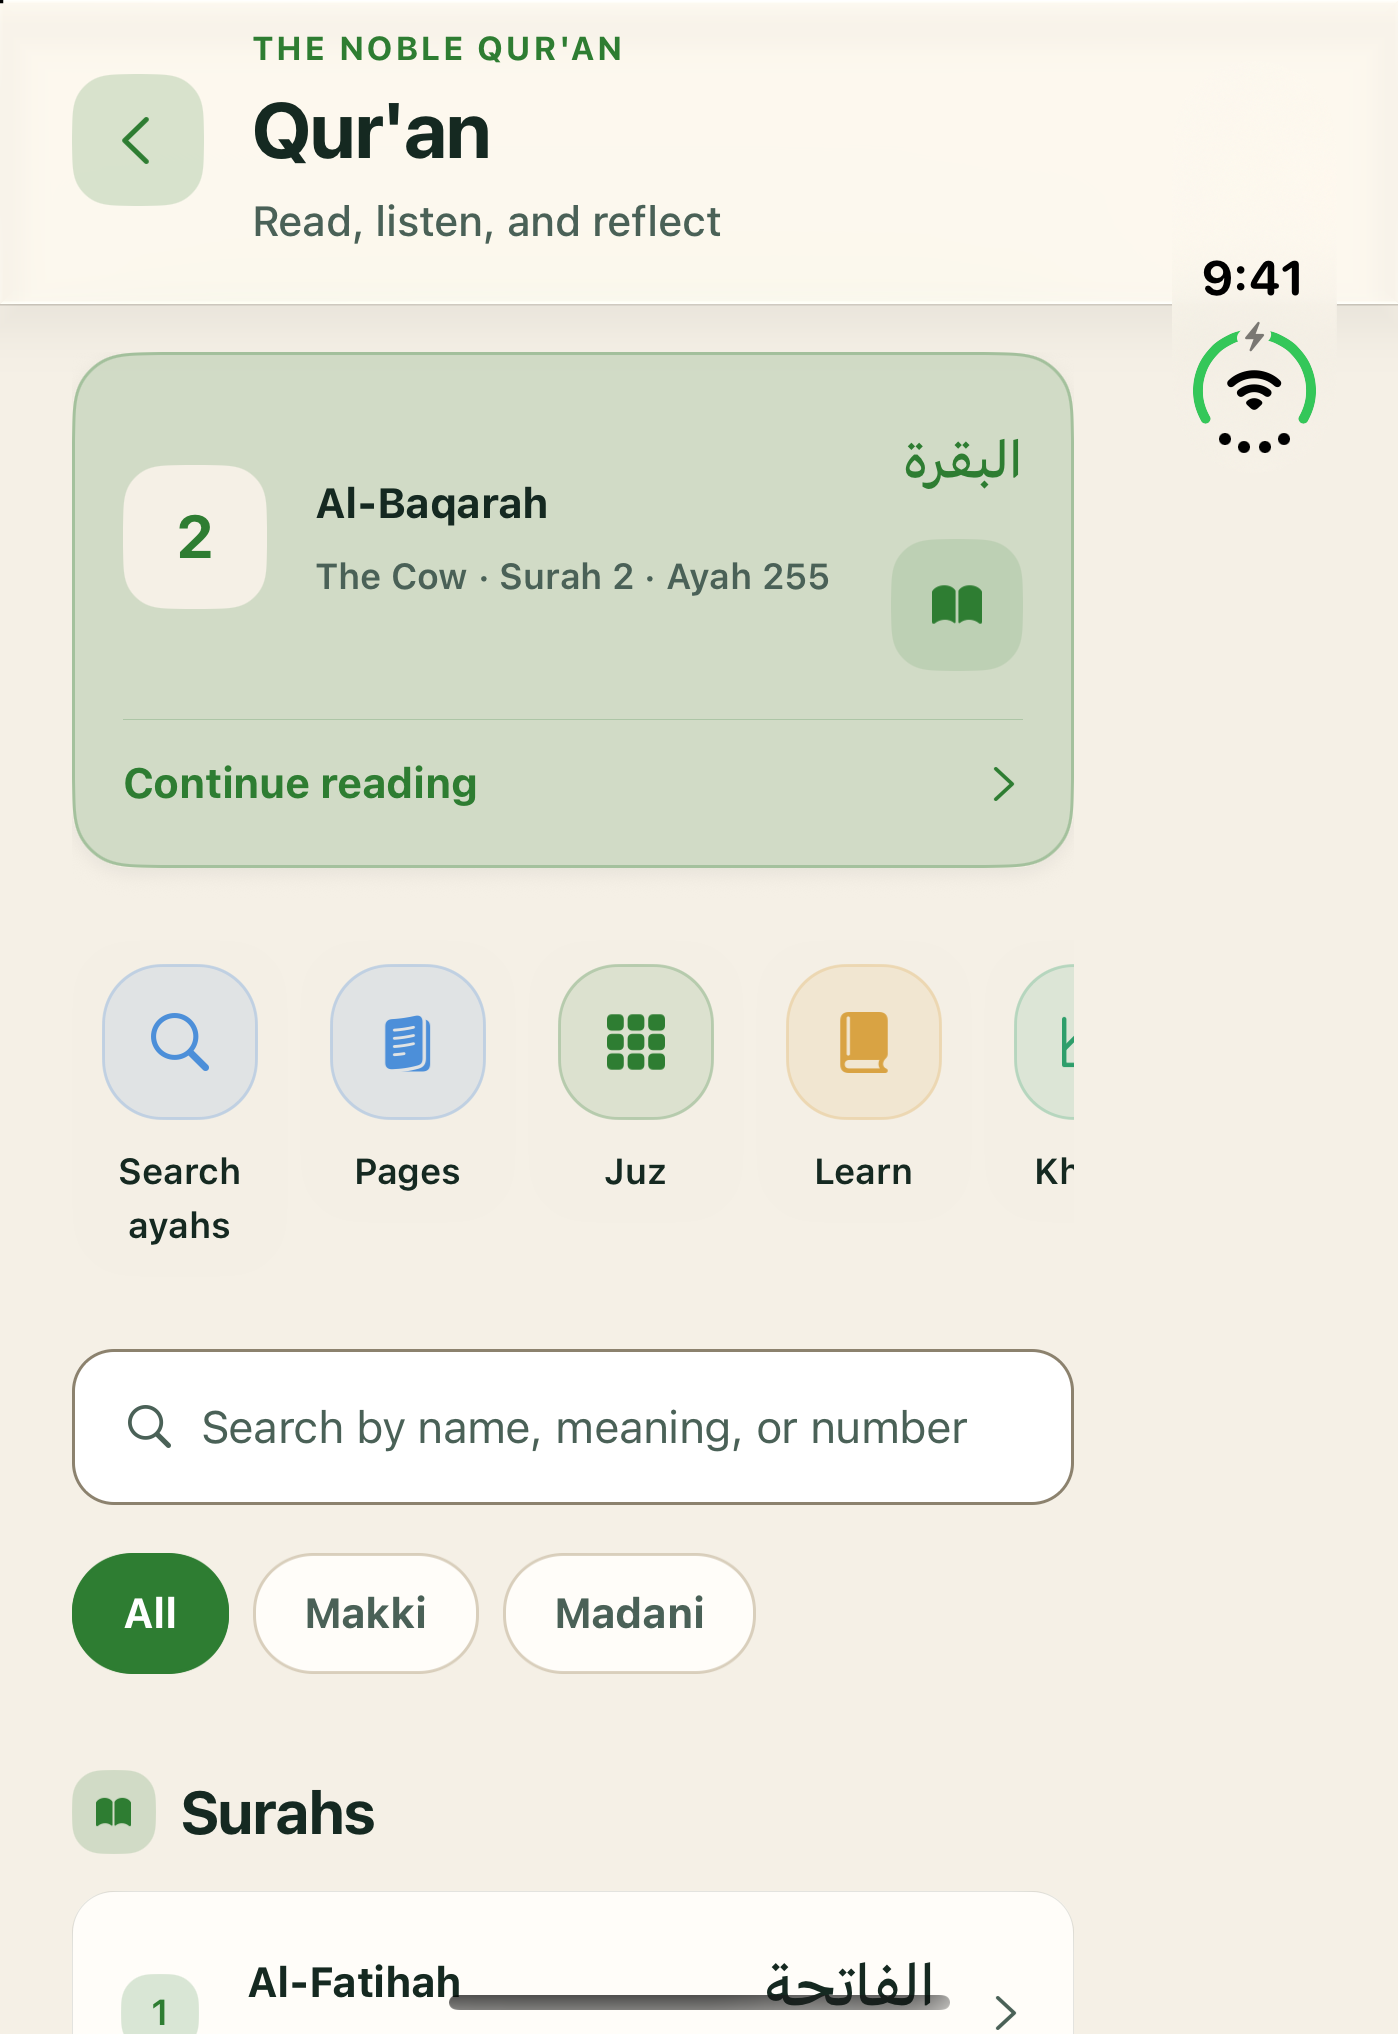 THE NOBLE QUR'AN
Qur'an
Read, listen, and reflect
9:41
البقرة
2
Al-Baqarah
The Cow · Surah 2 · Ayah 255
Continue reading
Search ayahs
Pages
Juz
Learn
Kh
Search by name, meaning, or number
All
Makki
Madani
Surahs
1
Al-Fatihah
الفاتحة